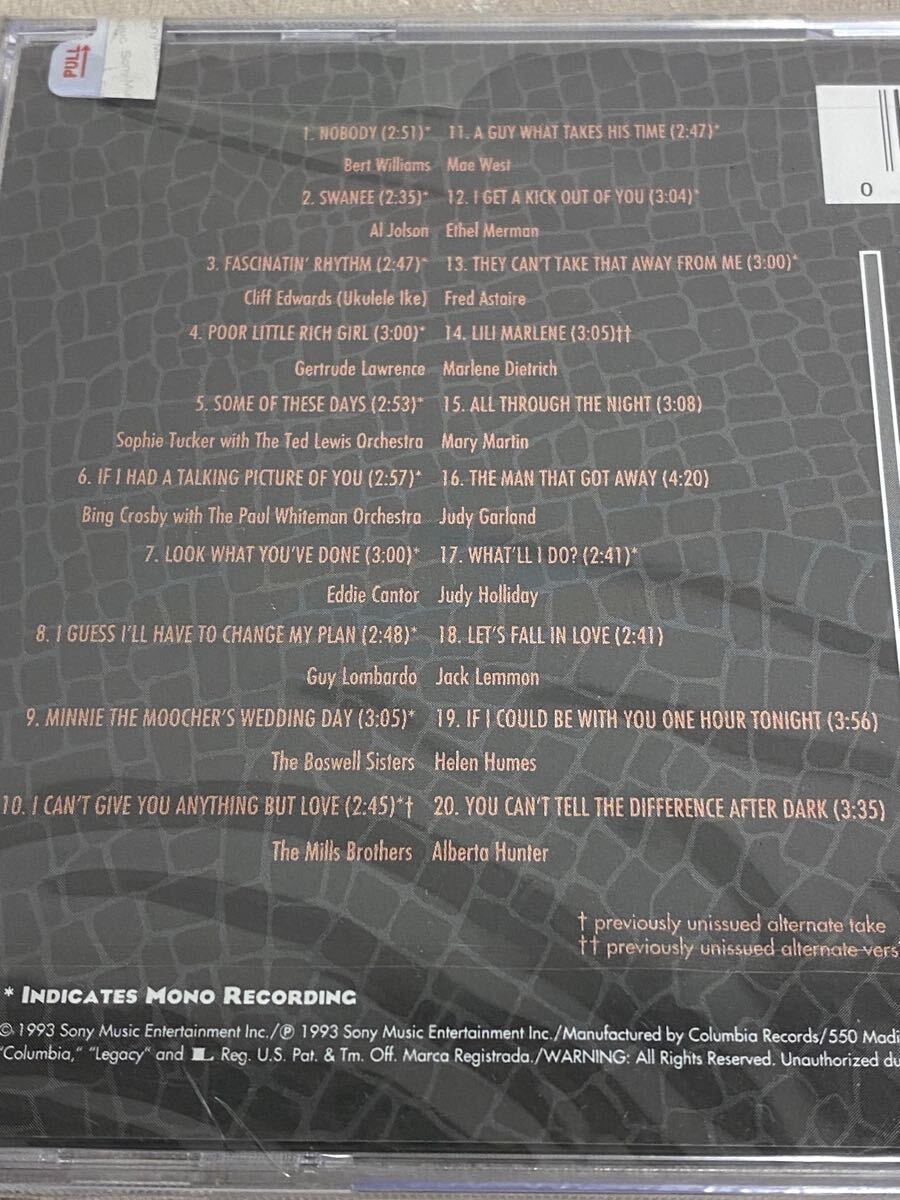 PULL
1. NOBODY (2:51)*
Bert Williams
2. SWANEE (2:35)*
Al Jolson
3. FASCINATIN' RHYTHM (2:47)*
Cliff Edwards (Ukulele Ike)
4. POOR LITTLE RICH GIRL (3:00)*
Gertrude Lawrence
5. SOME OF THESE DAYS (2:53)*
Sophie Tucker with The Ted Lewis Orchestra
6. IF I HAD A TALKING PICTURE OF YOU (2:57)*
Bing Crosby with The Paul Whiteman Orchestra
7. LOOK WHAT YOU'VE DONE (3:00)*
Eddie Cantor
8. I GUESS I'LL HAVE TO CHANGE MY PLAN (2:48)*
Guy Lombardo
9. MINNIE THE MOOCHER'S WEDDING DAY (3:05)*
The Boswell Sisters
10. I CAN'T GIVE YOU ANYTHING BUT LOVE (2:45)*†
The Mills Brothers
11. A GUY WHAT TAKES HIS TIME (2:47)*
Mae West
12. I GET A KICK OUT OF YOU (3:04)*
Ethel Merman
13. THEY CAN'T TAKE THAT AWAY FROM ME (3:00)*
Fred Astaire
14. LILI MARLENE (3:05)††
Marlene Dietrich
15. ALL THROUGH THE NIGHT (3:08)
Mary Martin
16. THE MAN THAT GOT AWAY (4:20)
Judy Garland
17. WHAT'LL I DO? (2:41)*
Judy Holliday
18. LET'S FALL IN LOVE (2:41)
Jack Lemmon
19. IF I COULD BE WITH YOU ONE HOUR TONIGHT (3:56)
Helen Humes
20. YOU CAN'T TELL THE DIFFERENCE AFTER DARK (3:35)
Alberta Hunter
0
† previously unissued alternate take
†† previously unissued alternate vers
* INDICATES MONO RECORDING
© 1993 Sony Music Entertainment Inc./℗ 1993 Sony Music Entertainment Inc./Manufactured by Columbia Records/550 Madi
"Columbia," "Legacy" and L Reg. U.S. Pat. & Tm. Off. Marca Registrada./WARNING: All Rights Reserved. Unauthorized du